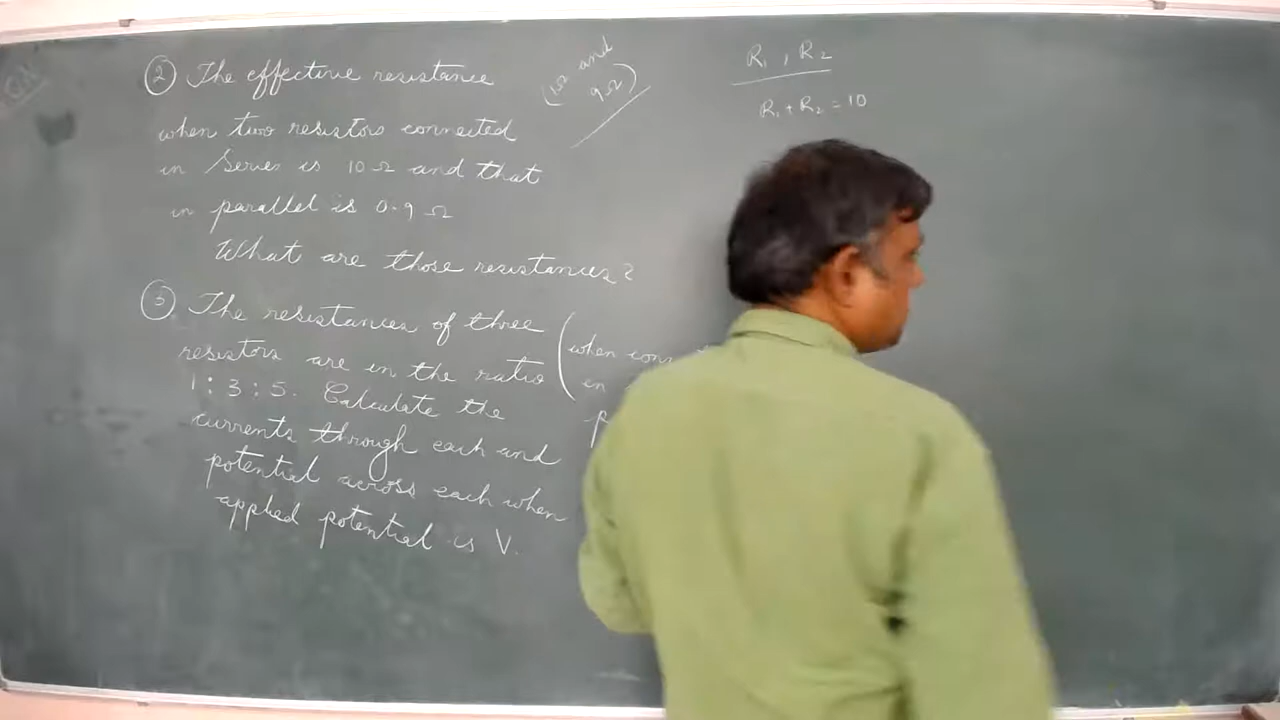 ② The effective resistance
when two resistors connected
in Series is 10 Ω and that
in parallel is 0.9 Ω
What are those resistances?
(1Ω and
9Ω)
③ The resistances of three
resistors are in the ratio
1 : 3 : 5. Calculate the
currents through each and
potential across each when
applied potential is V.
(when
in
R₁ , R₂
R₁ + R₂ = 10